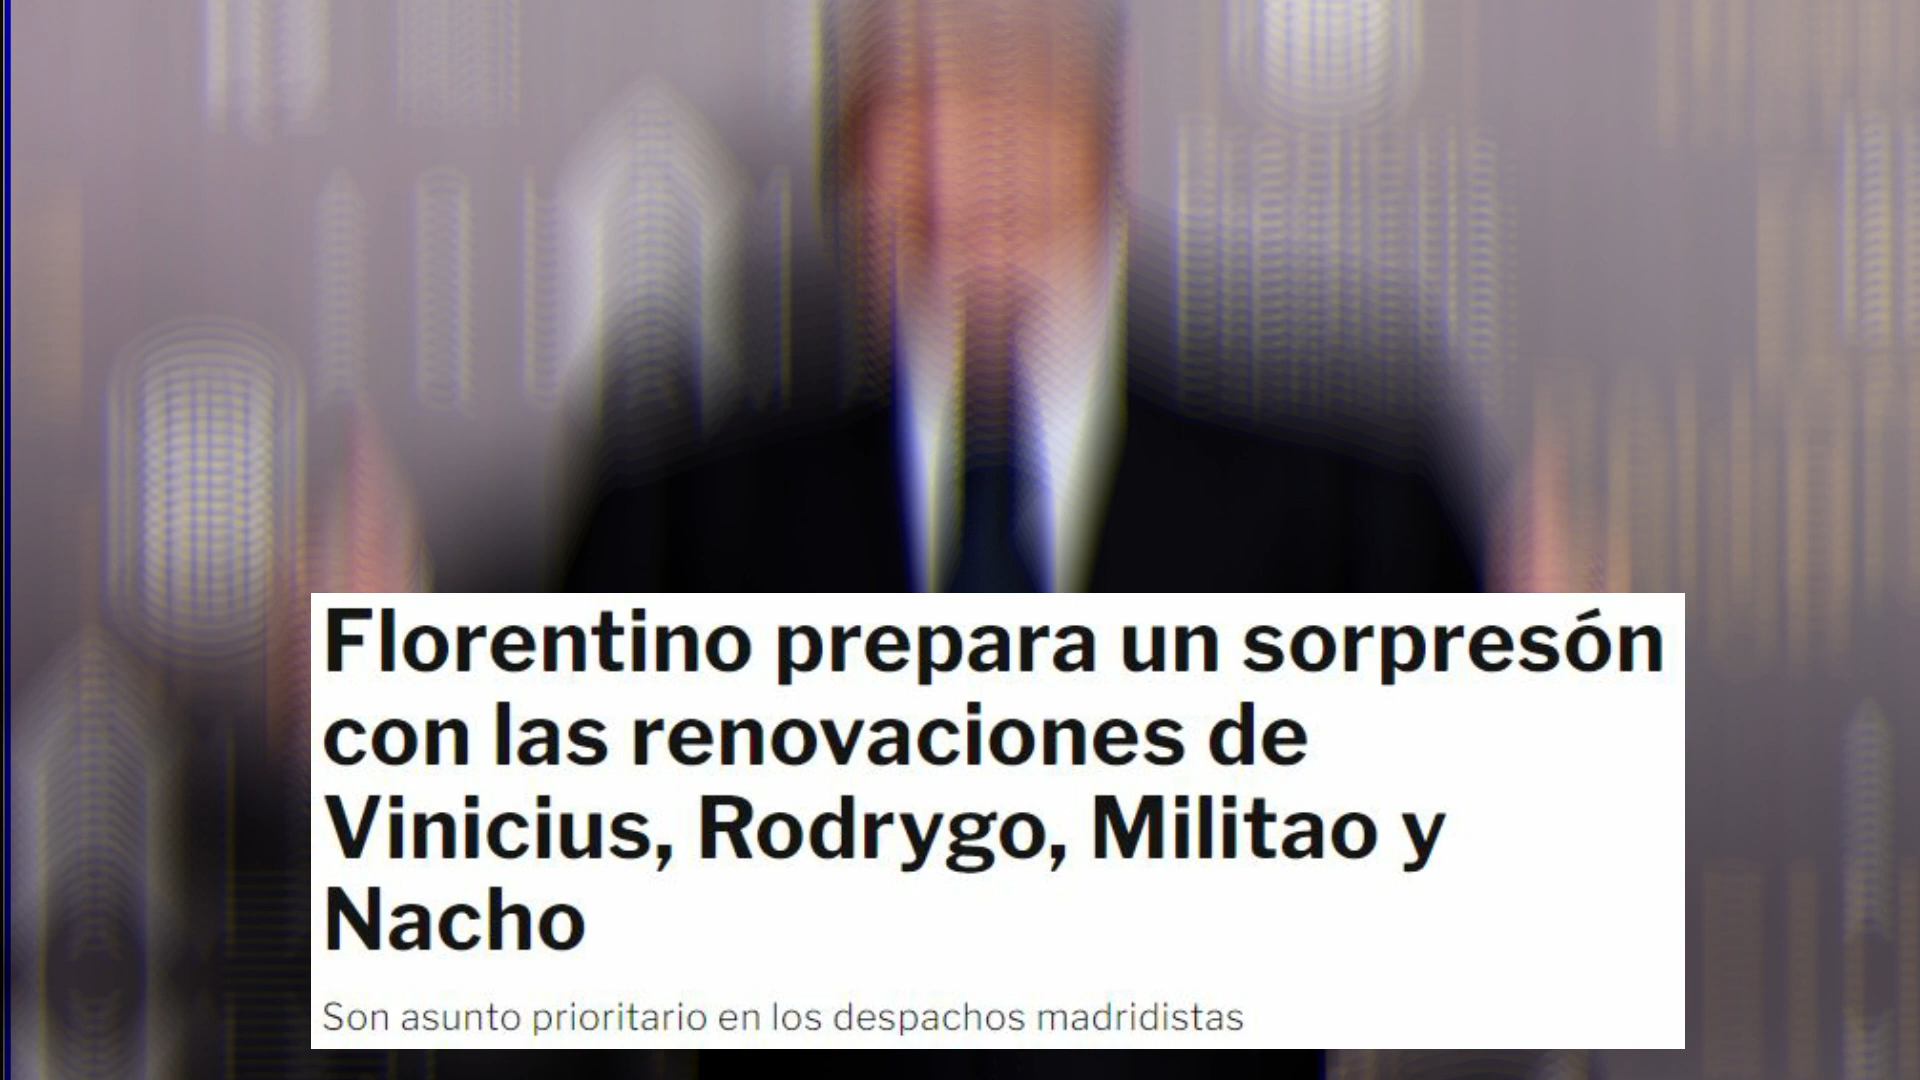 Florentino prepara un sorpresón
con las renovaciones de
Vinicius, Rodrygo, Militao y
Nacho
Son asunto prioritario en los despachos madridistas